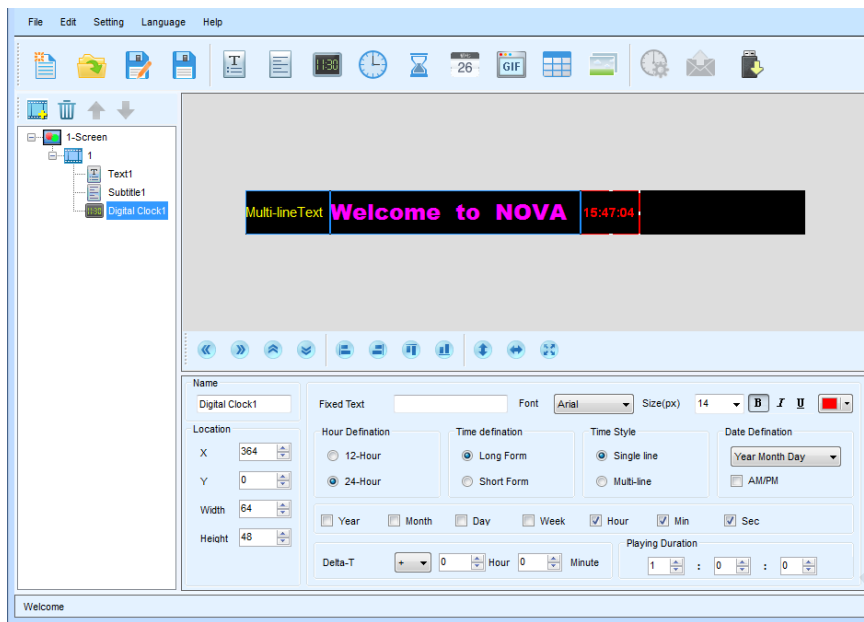 File Edit Setting Language Help
T 11:30 26 GIF
1-Screen
1
Text1
Subtitle1
11:30 Digital Clock1
Multi-lineText Welcome to NOVA 15:47:04
Name
Digital Clock1
Fixed Text Font Arial Size(px) 14 B I U
Location
Hour Defination Time defination Time Style Date Defination
X 364
12-Hour Long Form Single line Year Month Day
Y 0
24-Hour Short Form Multi-line AM/PM
Width 64
Year Month Day Week Hour Min Sec
Height 48
Playing Duration
Delta-T + 0 Hour 0 Minute 1 : 0 : 0
Welcome